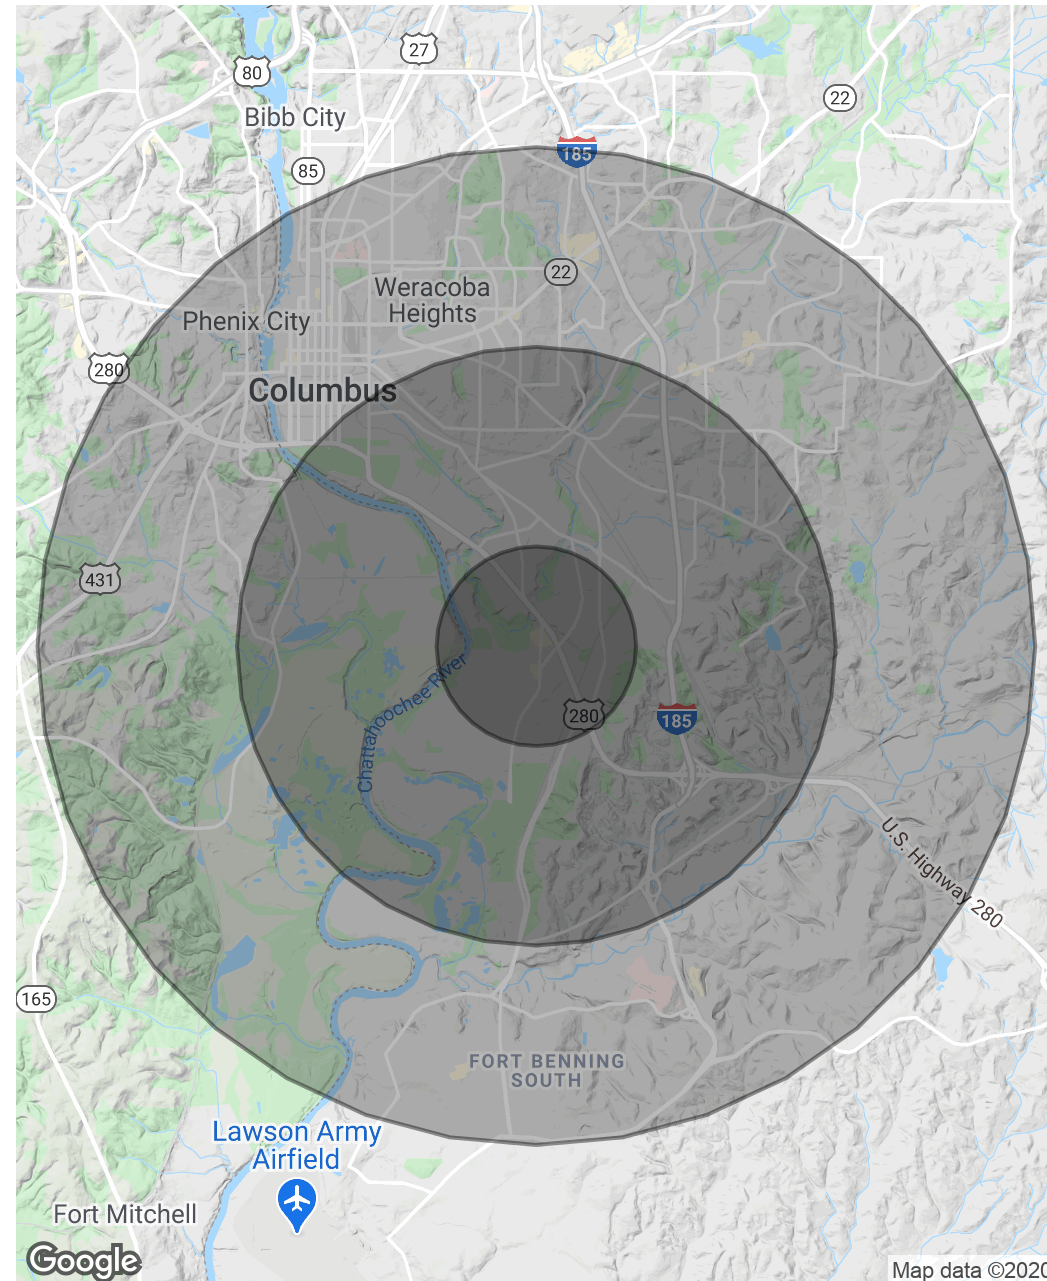 27
80
22
Bibb City
185
85
22
Weracoba
Heights
Phenix City
280
Columbus
431
Chattahoochee River
280
185
U.S. Highway 280
165
FORT BENNING
SOUTH
Lawson Army
Airfield
Fort Mitchell
Google
Map data ©2020